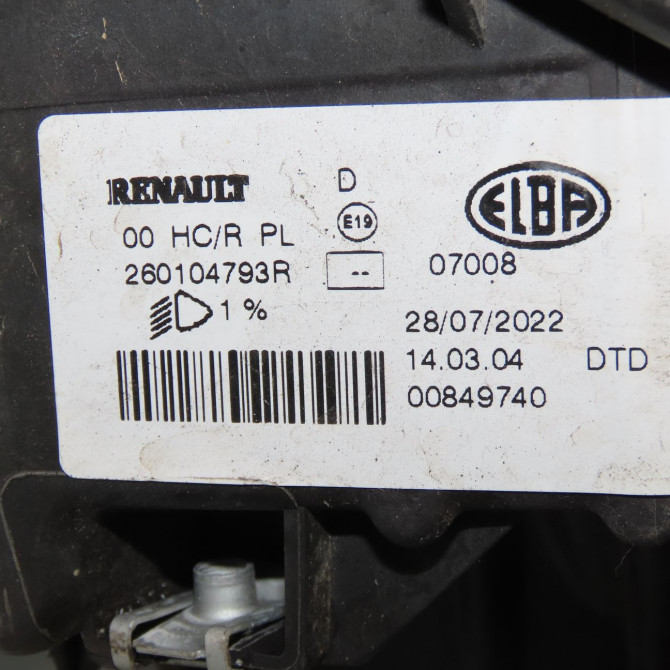 RENAULT D ELBA
00 HC/R PL E19
260104793R -- 07008
1 %
28/07/2022
14.03.04 DTD
00849740